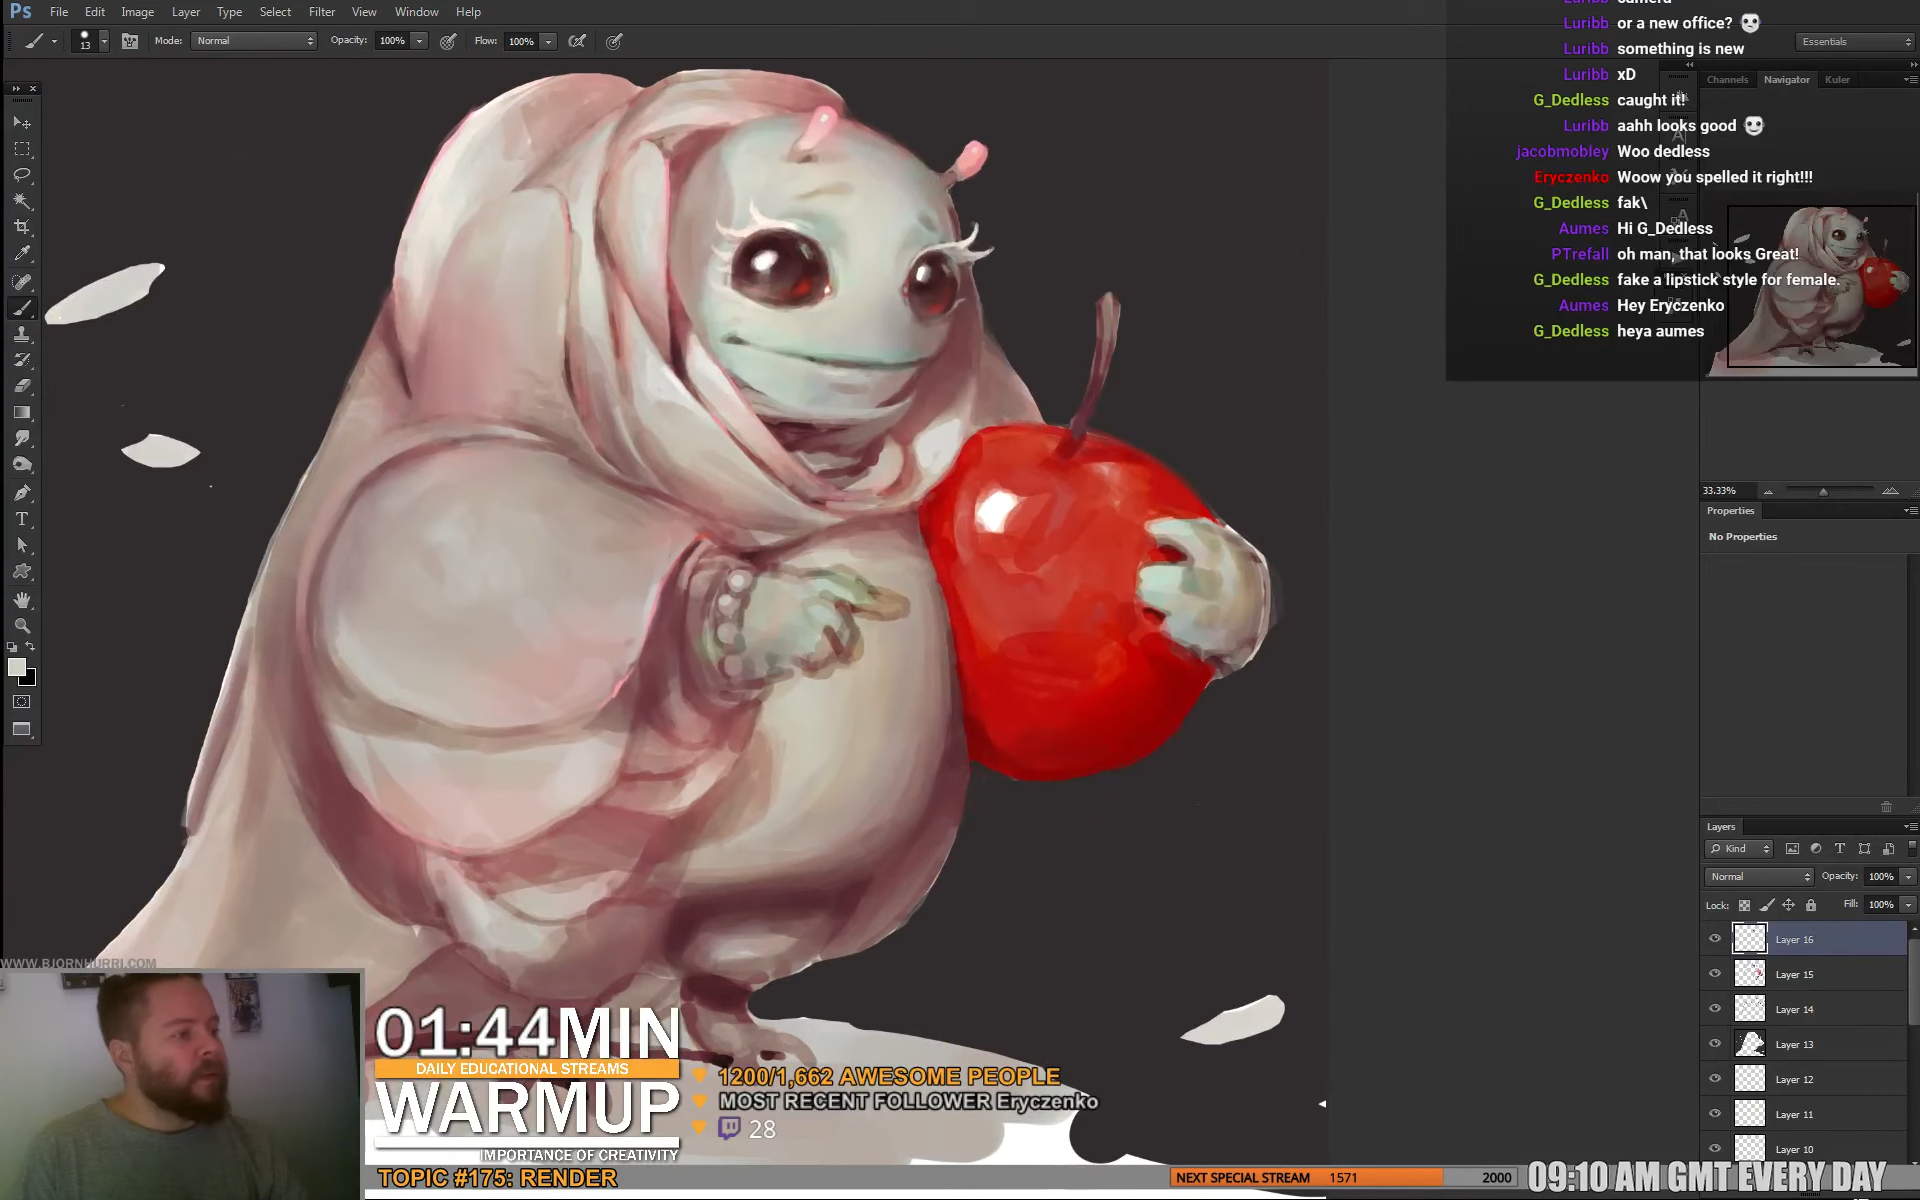 Ps File Edit Image Layer Type Select Filter View Window Help
13 Mode: Normal Opacity: 100% Flow: 100% Essentials
Luribb or a new office?
Luribb something is new
Luribb xD
G_Dedless caught it!
Luribb aahh looks good
jacobmobley Woo dedless
Eryczenko Woow you spelled it right!!!
G_Dedless fak\
Aumes Hi G_Dedless
PTrefall oh man, that looks Great!
G_Dedless fake a lipstick style for female.
Aumes Hey Eryczenko
G_Dedless heya aumes
Channels Navigator Kuler
33.33%
Properties
No Properties
Layers
Kind
Normal Opacity: 100%
Lock: Fill: 100%
Layer 16
Layer 15
Layer 14
Layer 13
Layer 12
Layer 11
Layer 10
WWW.BJORNHURRI.COM
01:44MIN
DAILY EDUCATIONAL STREAMS
WARMUP
IMPORTANCE OF CREATIVITY
TOPIC #175: RENDER
1200/1,662 AWESOME PEOPLE
MOST RECENT FOLLOWER Eryczenko
28
NEXT SPECIAL STREAM 1571 2000
09:10 AM GMT EVERY DAY